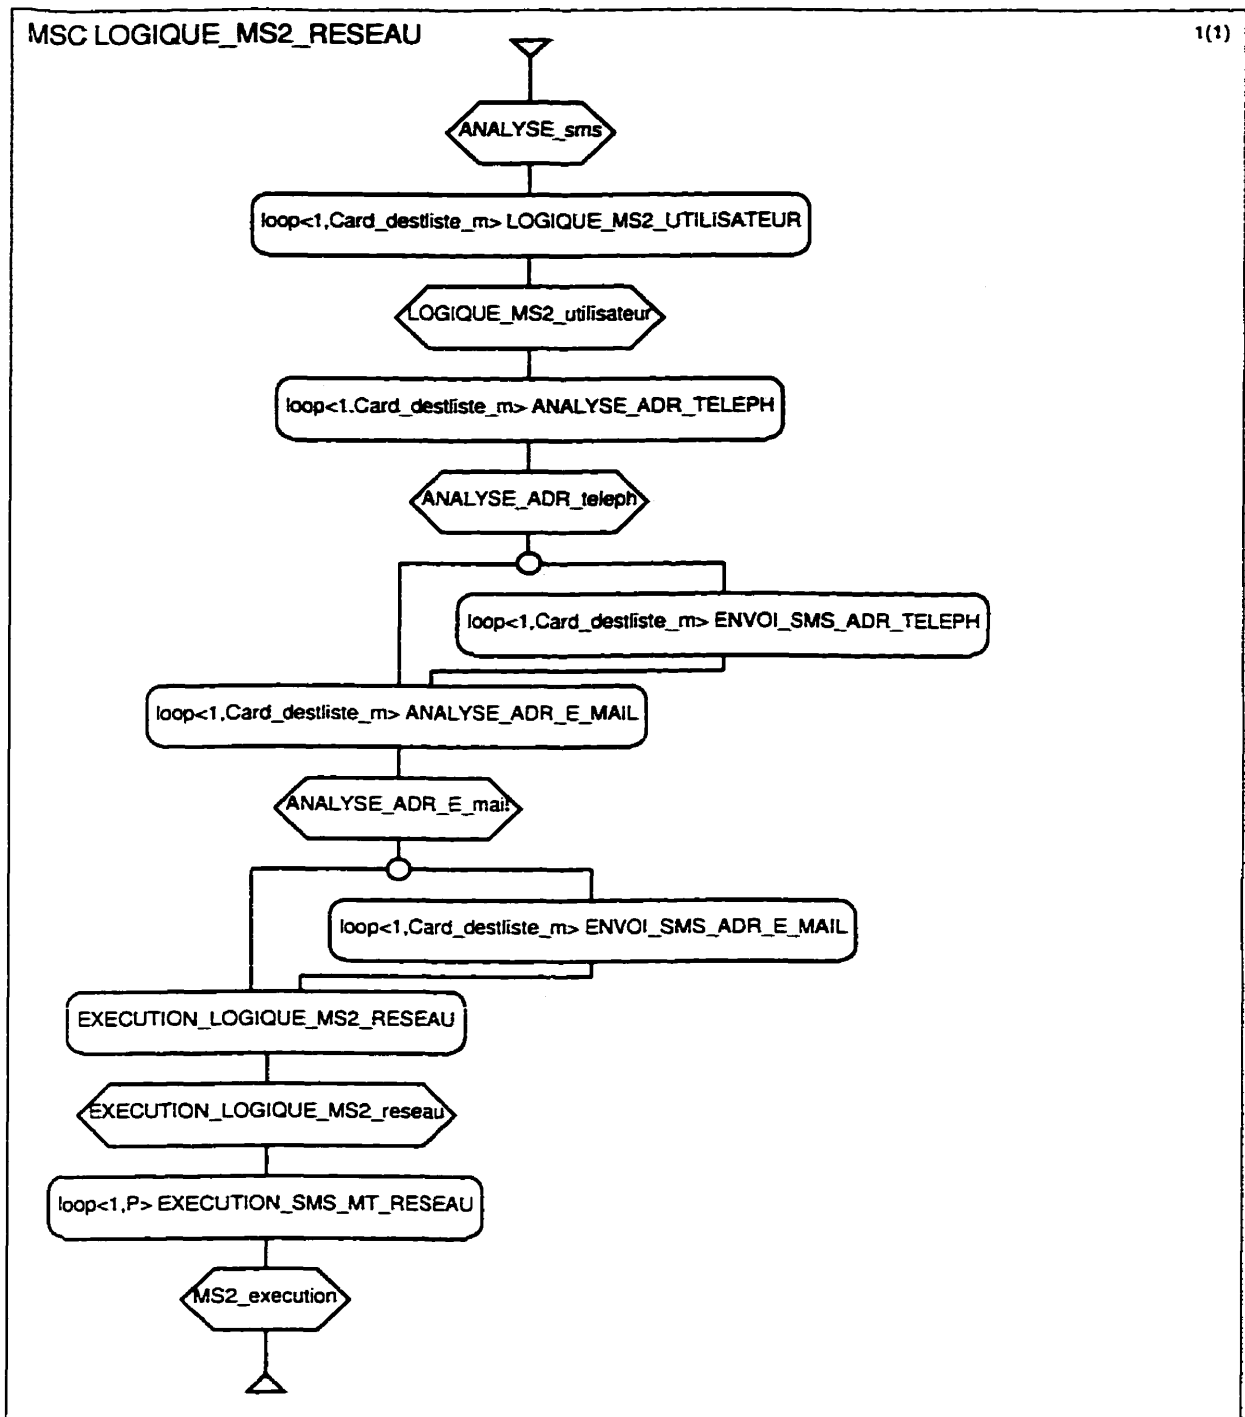 MSC LOGIQUE_MS2_RESEAU
1(1)
ANALYSE_sms
loop<1,Card_destliste_m> LOGIQUE_MS2_UTILISATEUR
LOGIQUE_MS2_utilisateur
loop<1.Card_destliste_m> ANALYSE_ADR_TELEPH
ANALYSE_ADR_teleph
loop<1,Card_destliste_m> ENVOI_SMS_ADR_TELEPH
loop<1,Card_destliste_m> ANALYSE_ADR_E_MAIL
ANALYSE_ADR_E_mail
loop<1,Card_destliste_m> ENVOI_SMS_ADR_E_MAIL
EXECUTION_LOGIQUE_MS2_RESEAU
EXECUTION_LOGIQUE_MS2_reseau
loop<1,P> EXECUTION_SMS_MT_RESEAU
MS2_execution